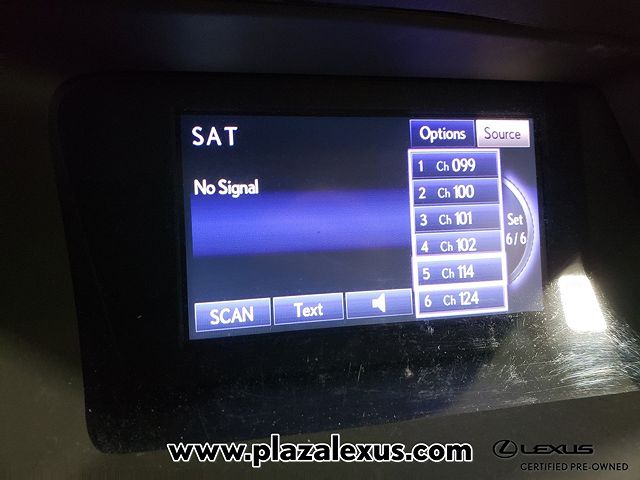 SAT
Options
Source
No Signal
1 Ch 099
2 Ch 100
3 Ch 101
4 Ch 102
5 Ch 114
6 Ch 124
Set
6/6
SCAN
Text
www.plazalexus.com
LEXUS
CERTIFIED PRE-OWNED